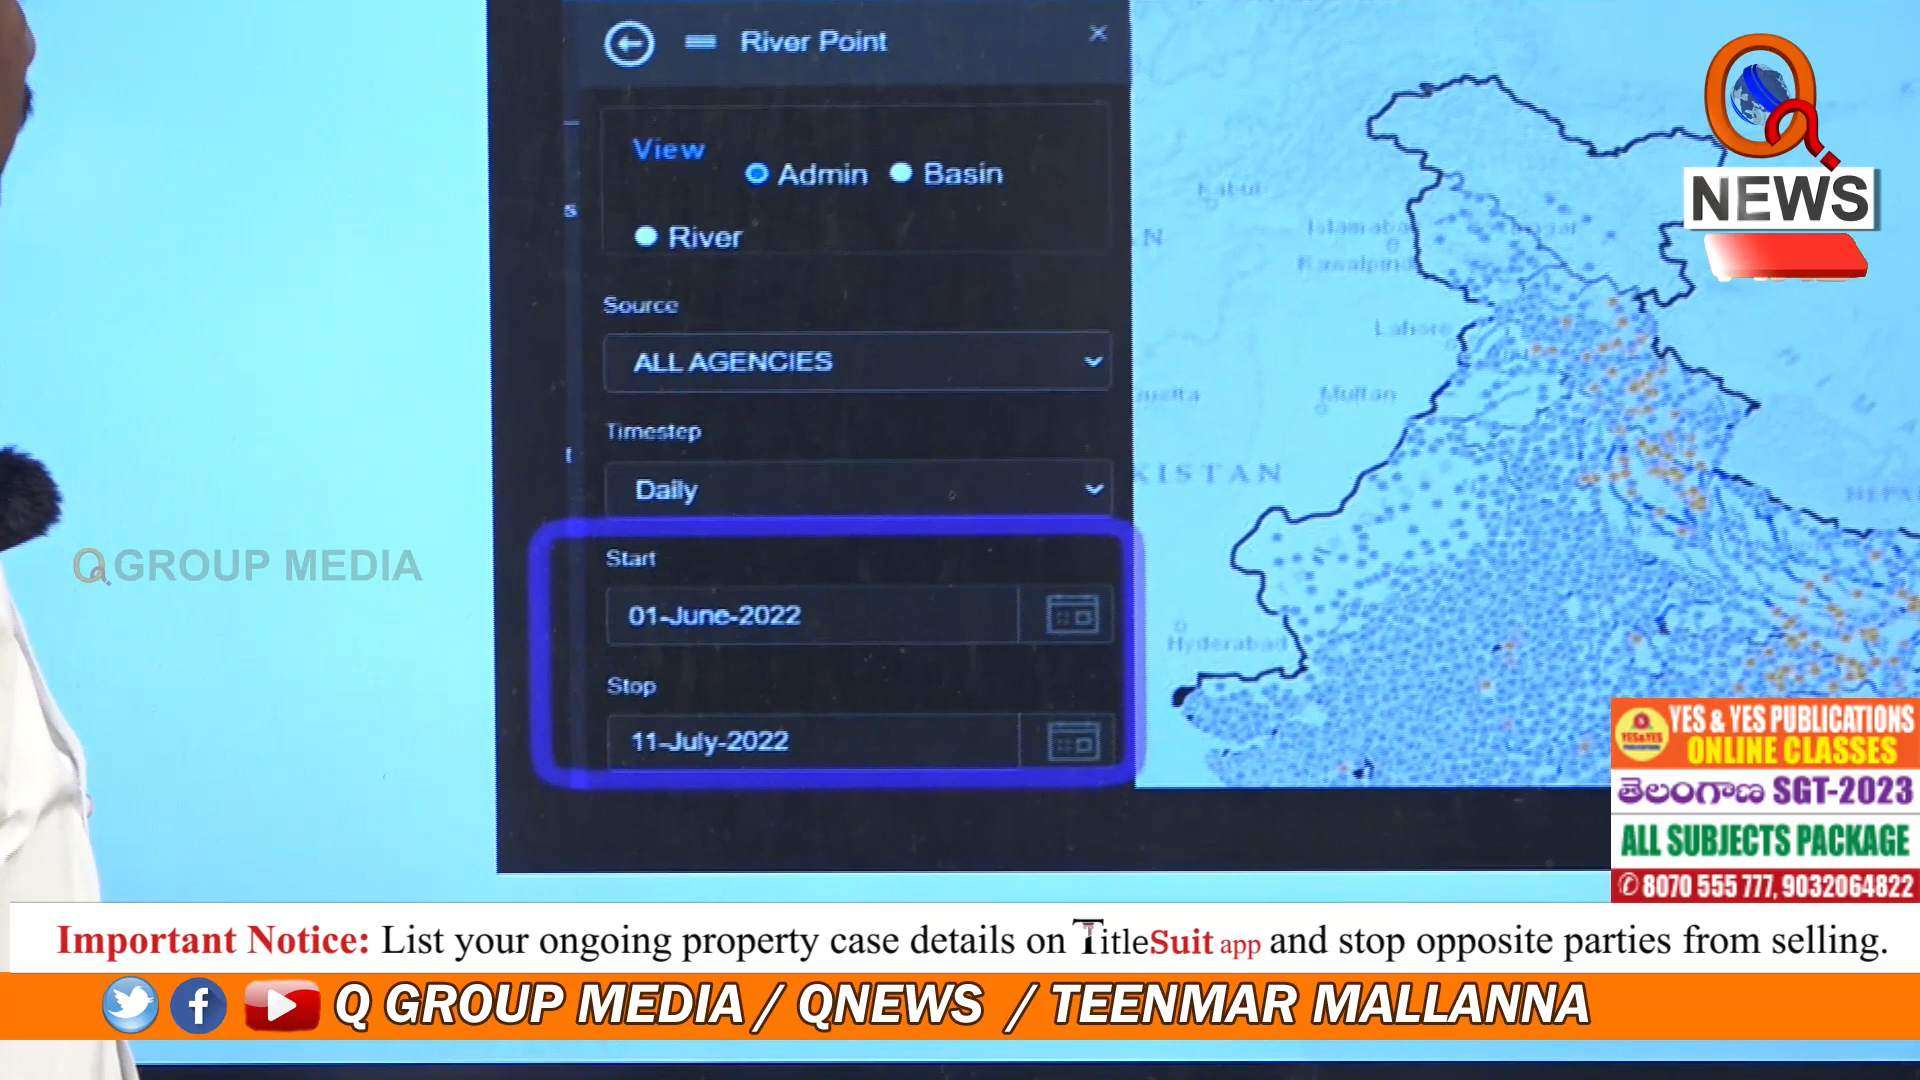 River Point
×
View
Admin
Basin
River
Source
ALL AGENCIES
Timestep
Daily
Start
01-June-2022
Stop
11-July-2022
Kabul
Rawalpind
Lahore
Multan
KISTAN
Hyderabad
Q
NEWS
Q GROUP MEDIA
YES & YES PUBLICATIONS
ONLINE CLASSES
తెలంగాణ SGT-2023
ALL SUBJECTS PACKAGE
8070 555 777, 9032064822
Important Notice: List your ongoing property case details on TitleSuit app and stop opposite parties from selling.
Q GROUP MEDIA / QNEWS / TEENMAR MALLANNA